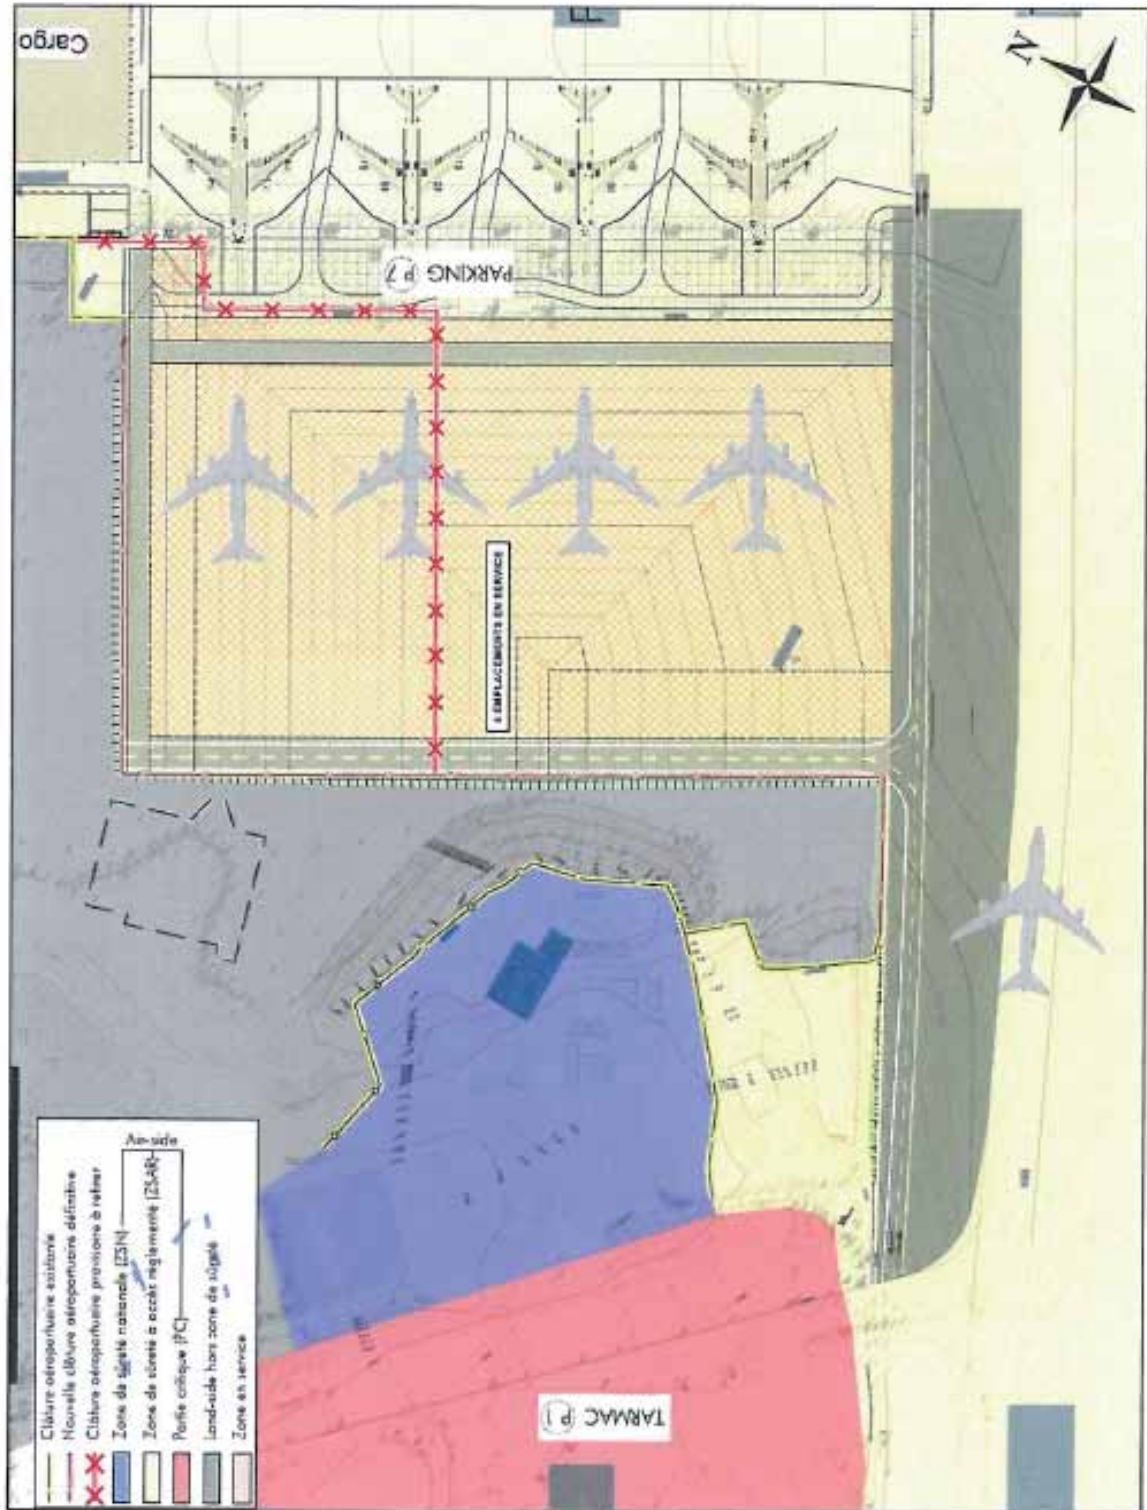 Cargo
N
PARKING P 7
4 EMPLACEMENTS EN SERVICE
TARMAC P 1
Air-side
Clôture aéroportuaire existante
Nouvelle clôture aéroportuaire définitive
Clôture aéroportuaire provisoire à retirer
Zone de sûreté nationale (ZSN)
Zone de sûreté à accès réglementé (ZSAR)
Partie critique (PC)
Land-side hors zone de sûreté
Zone en service